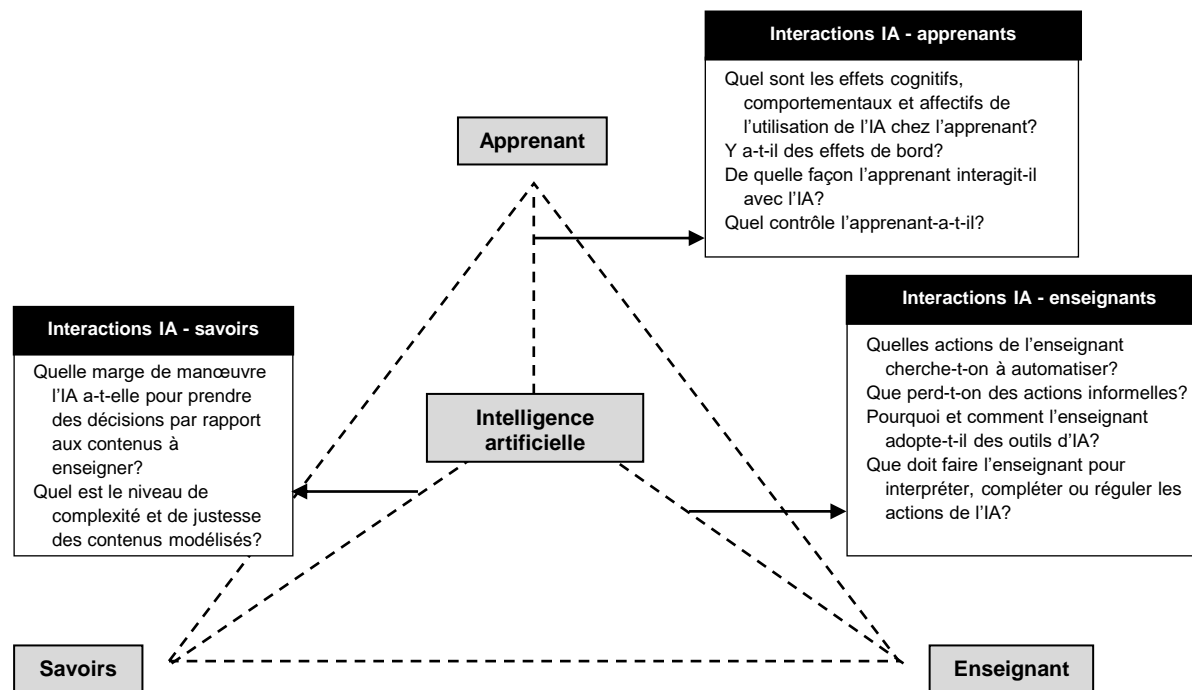 Interactions IA - apprenants
Quel sont les effets cognitifs,
comportementaux et affectifs de
l’utilisation de l’IA chez l’apprenant?
Y a-t-il des effets de bord?
De quelle façon l’apprenant interagit-il
avec l’IA?
Quel contrôle l’apprenant-a-t-il?
Apprenant
Interactions IA - enseignants
Quelles actions de l’enseignant
cherche-t-on à automatiser?
Que perd-t-on des actions informelles?
Pourquoi et comment l’enseignant
adopte-t-il des outils d’IA?
Que doit faire l’enseignant pour
interpréter, compléter ou réguler les
actions de l’IA?
Interactions IA - savoirs
Quelle marge de manœuvre
l’IA a-t-elle pour prendre
des décisions par rapport
aux contenus à
enseigner?
Quel est le niveau de
complexité et de justesse
des contenus modélisés?
Intelligence
artificielle
Savoirs
Enseignant